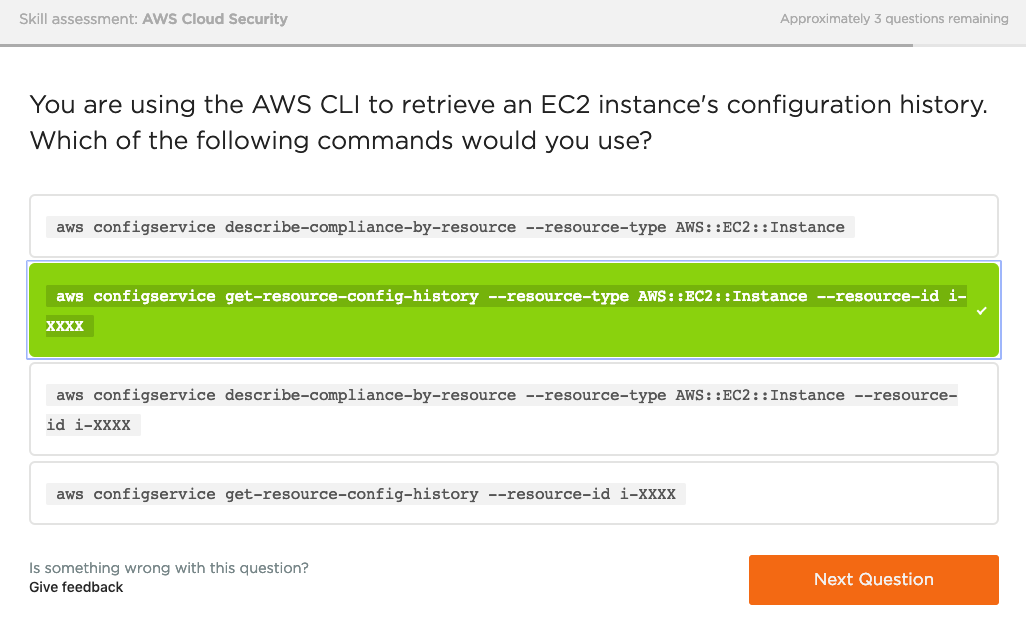 Skill assessment: AWS Cloud Security
Approximately 3 questions remaining
You are using the AWS CLI to retrieve an EC2 instance's configuration history.
Which of the following commands would you use?
aws configservice describe-compliance-by-resource --resource-type AWS::EC2::Instance
aws configservice get-resource-config-history --resource-type AWS::EC2::Instance --resource-id i-
XXXX
aws configservice describe-compliance-by-resource --resource-type AWS::EC2::Instance --resource-
id i-XXXX
aws configservice get-resource-config-history --resource-id i-XXXX
Is something wrong with this question?
Give feedback
Next Question